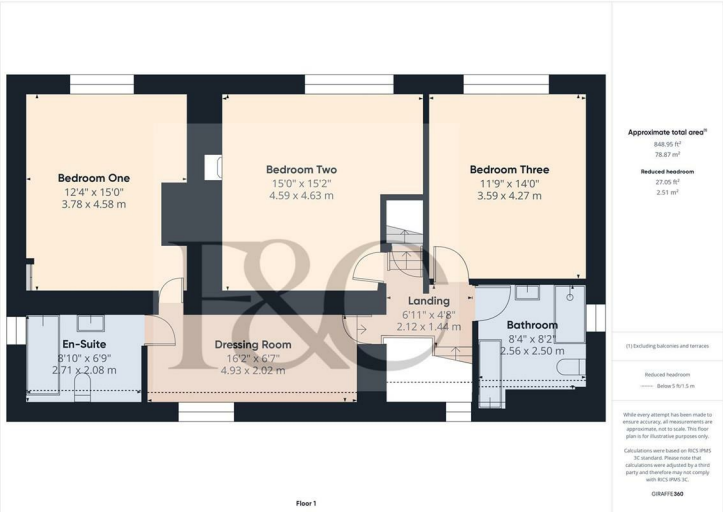 Bedroom One
12'4" x 15'0"
3.78 x 4.58 m
Bedroom Two
15'0" x 15'2"
4.59 x 4.63 m
Bedroom Three
11'9" x 14'0"
3.59 x 4.27 m
Landing
6'11" x 4'8"
2.12 x 1.44 m
En-Suite
8'10" x 6'9"
2.71 x 2.08 m
Dressing Room
16'2" x 6'7"
4.93 x 2.02 m
Bathroom
8'4" x 8'2"
2.56 x 2.50 m
F&C
Floor 1
Approximate total area(1)
848.95 ft²
78.87 m²
Reduced headroom
27.05 ft²
2.51 m²
(1) Excluding balconies and terraces
Reduced headroom
Below 5 ft/1.5 m
While every attempt has been made to
ensure accuracy, all measurements are
approximate, not to scale. This floor
plan is for illustrative purposes only.
Calculations were based on RICS IPMS
3C standard. Please note that
calculations were adjusted by a third
party and therefore may not comply
with RICS IPMS 3C.
GIRAFFE360